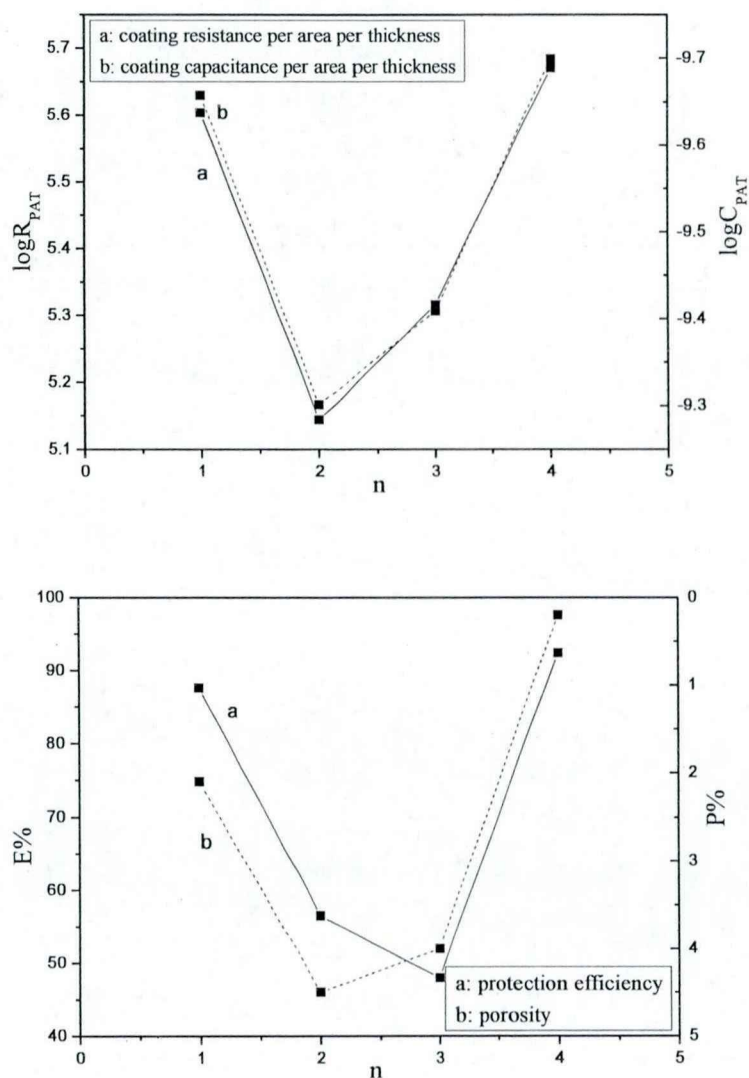 a: coating resistance per area per thickness
b: coating capacitance per area per thickness
5.7
5.6
5.5
5.4
5.3
5.2
5.1
logR_PAT
-9.7
-9.6
-9.5
-9.4
-9.3
logC_PAT
b
a
0 1 2 3 4 5
n
100
90
80
70
60
50
40
E%
0
1
2
3
4
5
P%
a
b
a: protection efficiency
b: porosity
0 1 2 3 4 5
n